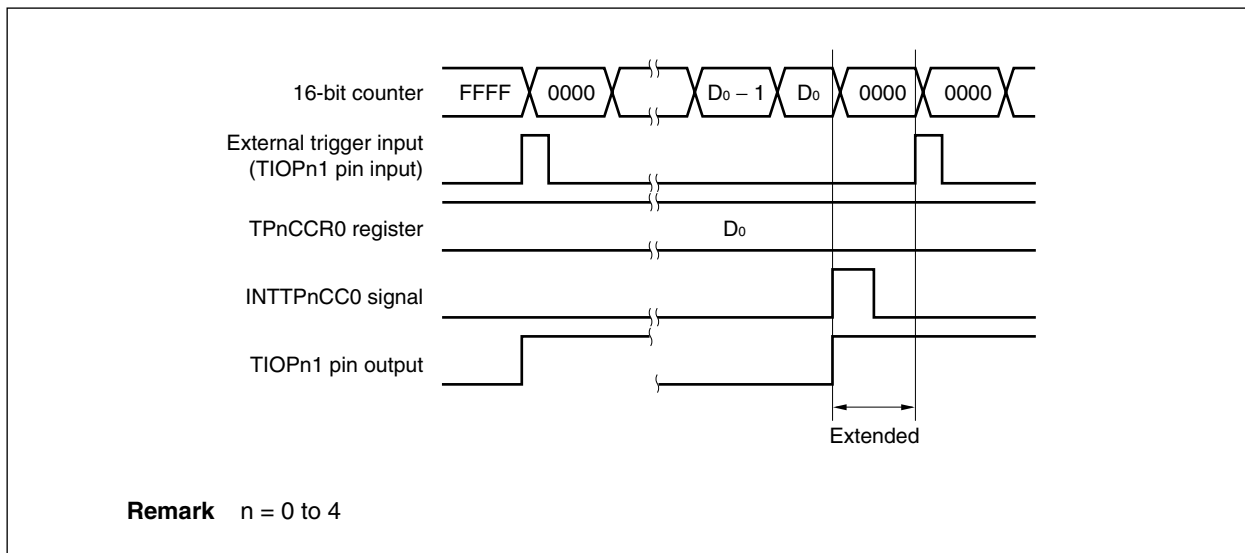 16-bit counter FFFF 0000 D0 − 1 D0 0000 0000
External trigger input
(TIOPn1 pin input)
TPnCCR0 register D0
INTTPnCC0 signal
TIOPn1 pin output
Extended
Remark n = 0 to 4